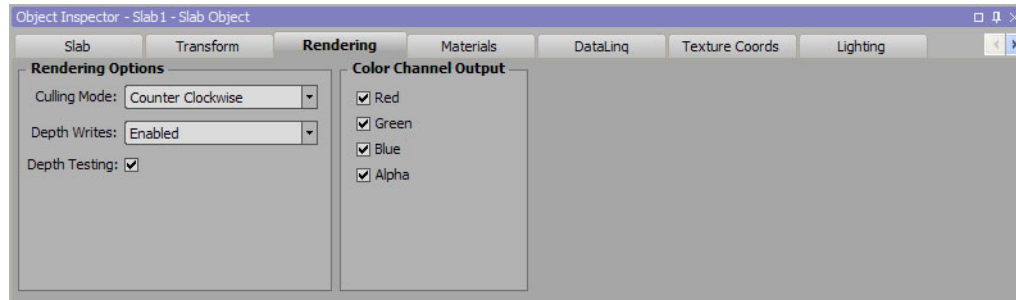 Object Inspector - Slab1 - Slab Object
Slab Transform Rendering Materials DataLinq Texture Coords Lighting
Rendering Options
Culling Mode: Counter Clockwise
Depth Writes: Enabled
Depth Testing:
Color Channel Output
Red
Green
Blue
Alpha